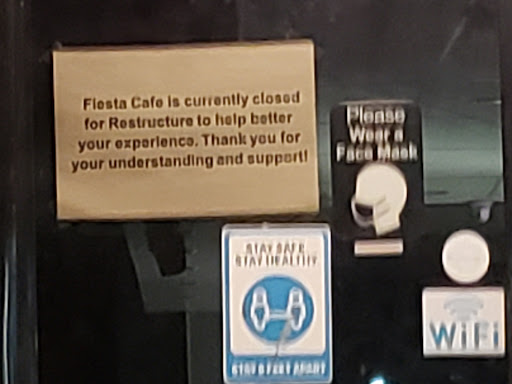 Fiesta Cafe is currently closed
for Restructure to help better
your experience. Thank you for
your understanding and support!
Please
Wear a
Face Mask
STAY SAFE
STAY HEALTHY
STAY 6 FEET APART
WiFi